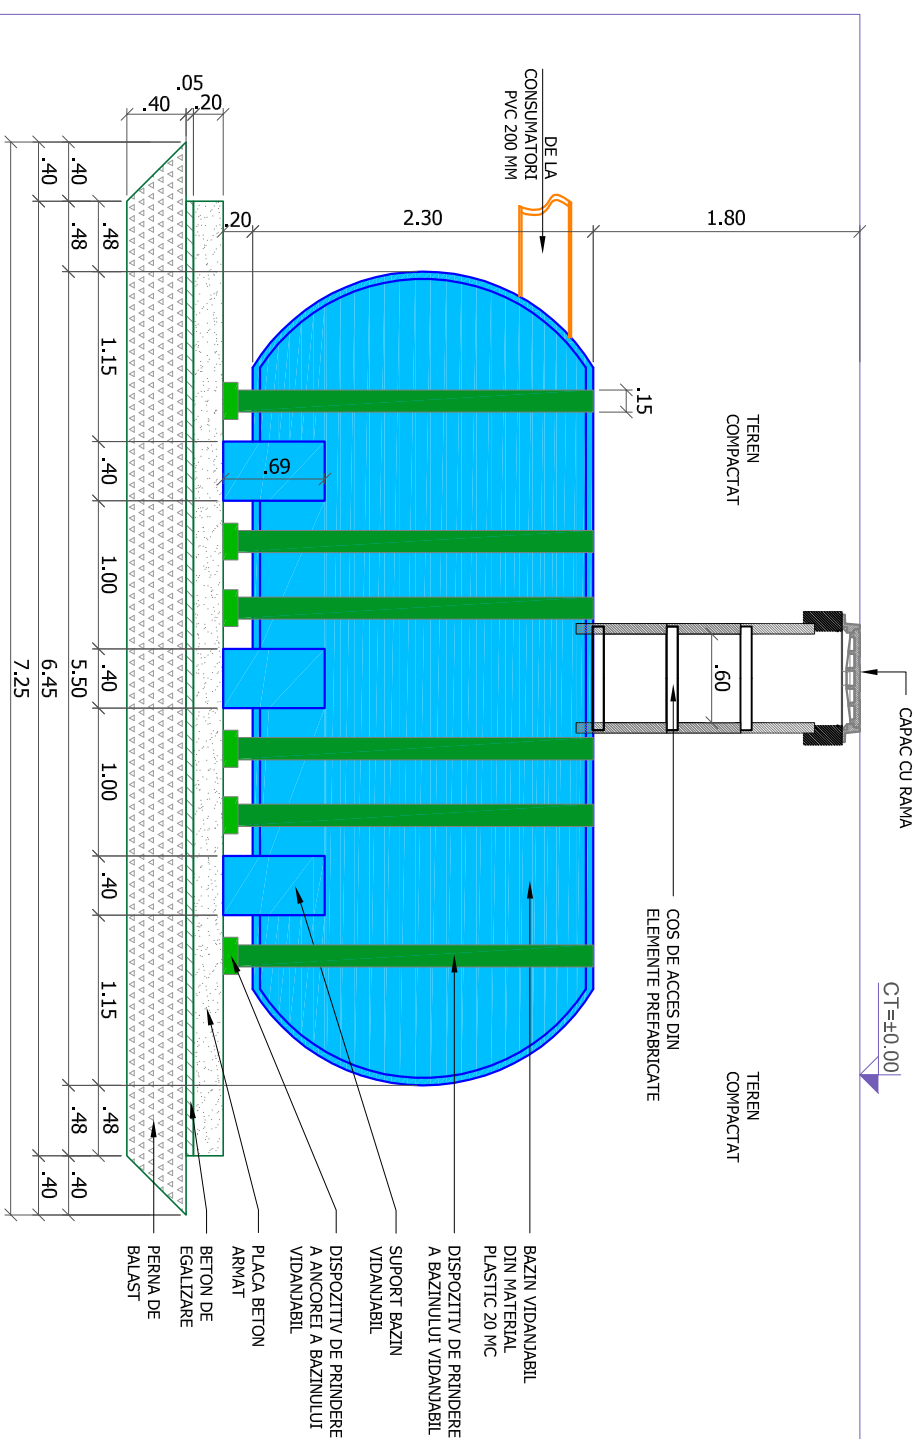 CT=±0.00
CAPAC CU RAMA
TEREN
COMPACTAT
TEREN
COMPACTAT
1.80
.60
COS DE ACCES DIN
ELEMENTE PREFABRICATE
.15
DE LA
CONSUMATORI
PVC 200 MM
2.30
.69
.20
.05
.20
.40
BAZIN VIDANJABIL
DIN MATERIAL
PLASTIC 20 MC
DISPOZITIV DE PRINDERE
A BAZINULUI VIDANJABIL
SUPORT BAZIN
VIDANJABIL
DISPOZITIV DE PRINDERE
A ANCOREI A BAZINULUI
VIDANJABIL
PLACA BETON
ARMAT
BETON DE
EGALIZARE
PERNA DE
BALAST
.48
1.15
.40
1.00
.40
1.00
.40
1.15
.48
.40
.48
5.50
.48
.40
.40
6.45
.40
7.25